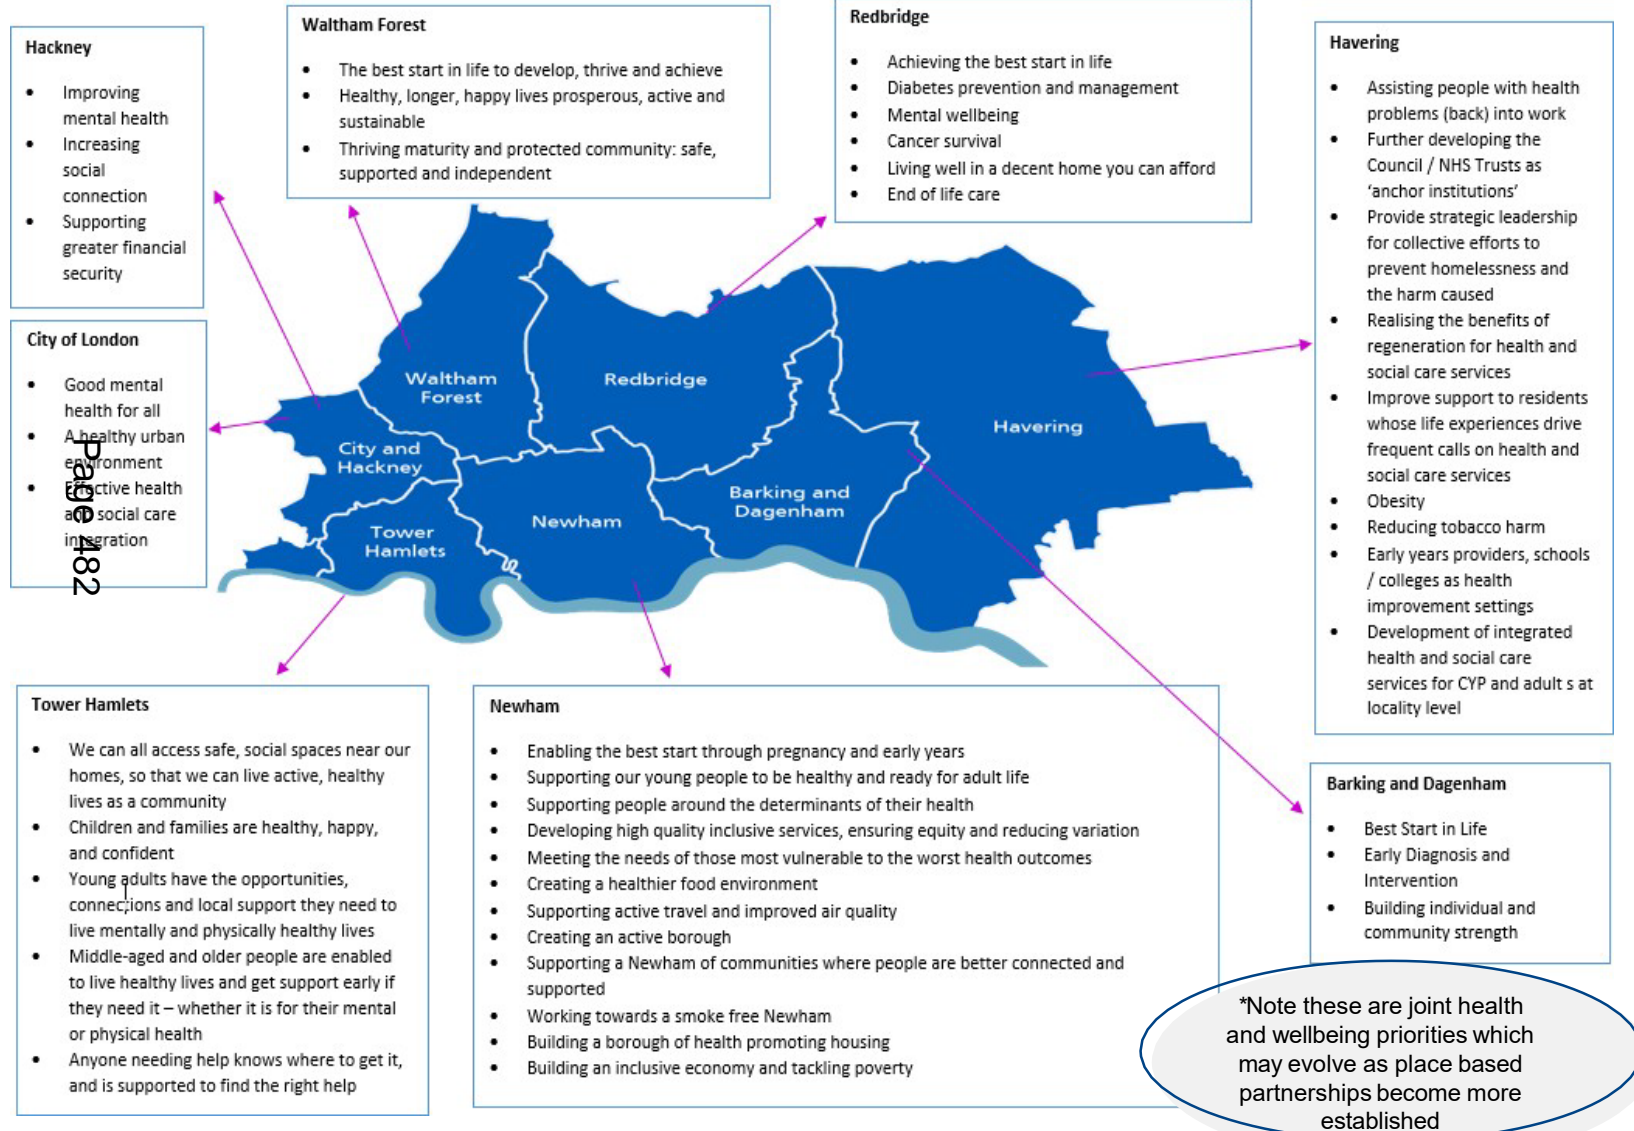 Hackney
• Improving
mental health
• Increasing
social
connection
• Supporting
greater financial
security
Waltham Forest
• The best start in life to develop, thrive and achieve
• Healthy, longer, happy lives prosperous, active and
sustainable
• Thriving maturity and protected community: safe,
supported and independent
Redbridge
• Achieving the best start in life
• Diabetes prevention and management
• Mental wellbeing
• Cancer survival
• Living well in a decent home you can afford
• End of life care
Havering
• Assisting people with health
problems (back) into work
• Further developing the
Council / NHS Trusts as
‘anchor institutions’
• Provide strategic leadership
for collective efforts to
prevent homelessness and
the harm caused
• Realising the benefits of
regeneration for health and
social care services
• Improve support to residents
whose life experiences drive
frequent calls on health and
social care services
• Obesity
• Reducing tobacco harm
• Early years providers, schools
/ colleges as health
improvement settings
• Development of integrated
health and social care
services for CYP and adult s at
locality level
City of London
• Good mental
health for all
• A healthy urban
environment
• Effective health
and social care
integration
Page 482
Waltham
Forest
Redbridge
Havering
City and
Hackney
Barking and
Dagenham
Newham
Tower
Hamlets
Tower Hamlets
• We can all access safe, social spaces near our
homes, so that we can live active, healthy
lives as a community
• Children and families are healthy, happy,
and confident
• Young adults have the opportunities,
connections and local support they need to
live mentally and physically healthy lives
• Middle-aged and older people are enabled
to live healthy lives and get support early if
they need it – whether it is for their mental
or physical health
• Anyone needing help knows where to get it,
and is supported to find the right help
Newham
• Enabling the best start through pregnancy and early years
• Supporting our young people to be healthy and ready for adult life
• Supporting people around the determinants of their health
• Developing high quality inclusive services, ensuring equity and reducing variation
• Meeting the needs of those most vulnerable to the worst health outcomes
• Creating a healthier food environment
• Supporting active travel and improved air quality
• Creating an active borough
• Supporting a Newham of communities where people are better connected and
supported
• Working towards a smoke free Newham
• Building a borough of health promoting housing
• Building an inclusive economy and tackling poverty
Barking and Dagenham
• Best Start in Life
• Early Diagnosis and
Intervention
• Building individual and
community strength
*Note these are joint health
and wellbeing priorities which
may evolve as place based
partnerships become more
established